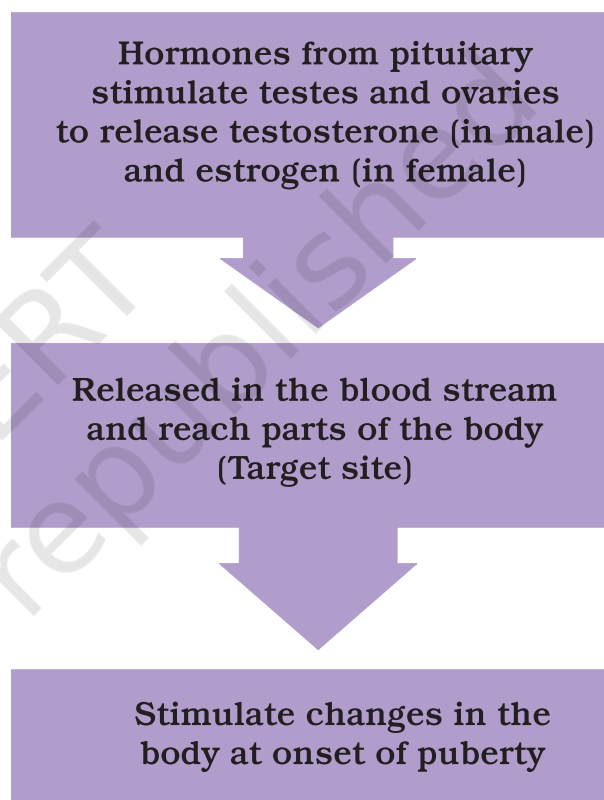 Hormones from pituitary
stimulate testes and ovaries
to release testosterone (in male)
and estrogen (in female)
Released in the blood stream
and reach parts of the body
(Target site)
Stimulate changes in the
body at onset of puberty
republished